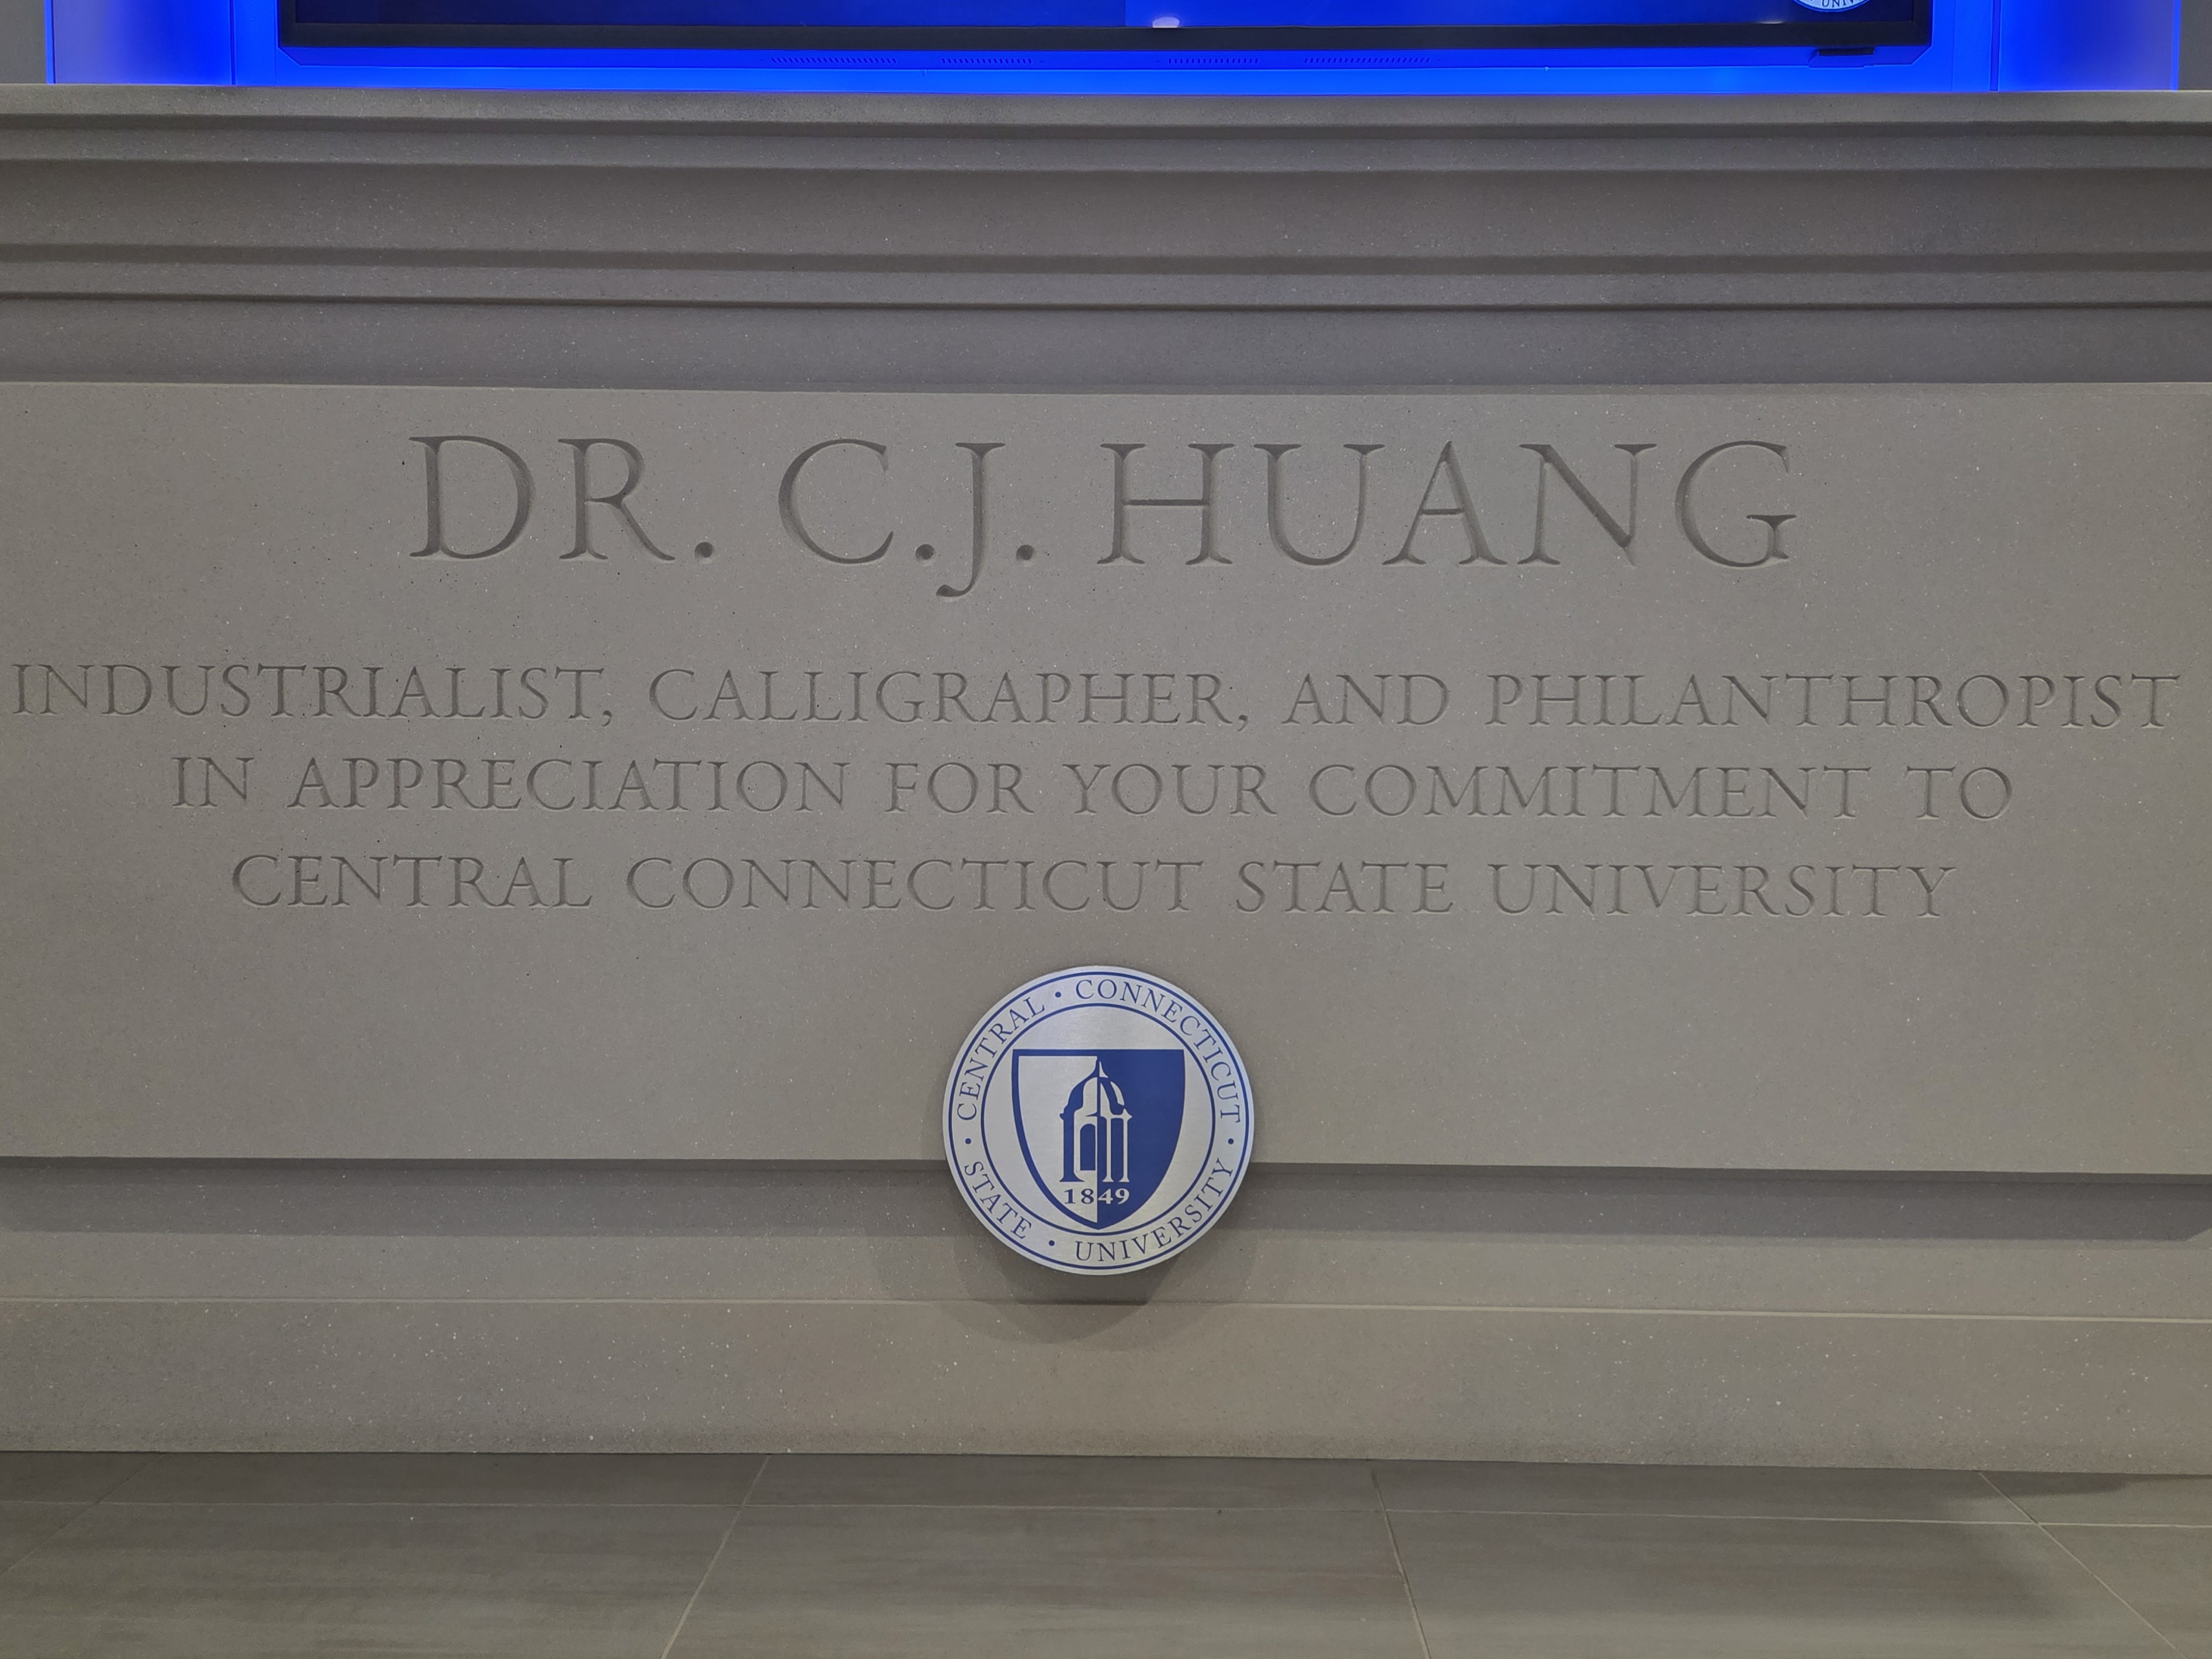 UNIV
DR. C.J. HUANG
INDUSTRIALIST, CALLIGRAPHER, AND PHILANTHROPIST
IN APPRECIATION FOR YOUR COMMITMENT TO
CENTRAL CONNECTICUT STATE UNIVERSITY
CENTRAL • CONNECTICUT • STATE • UNIVERSITY
1849